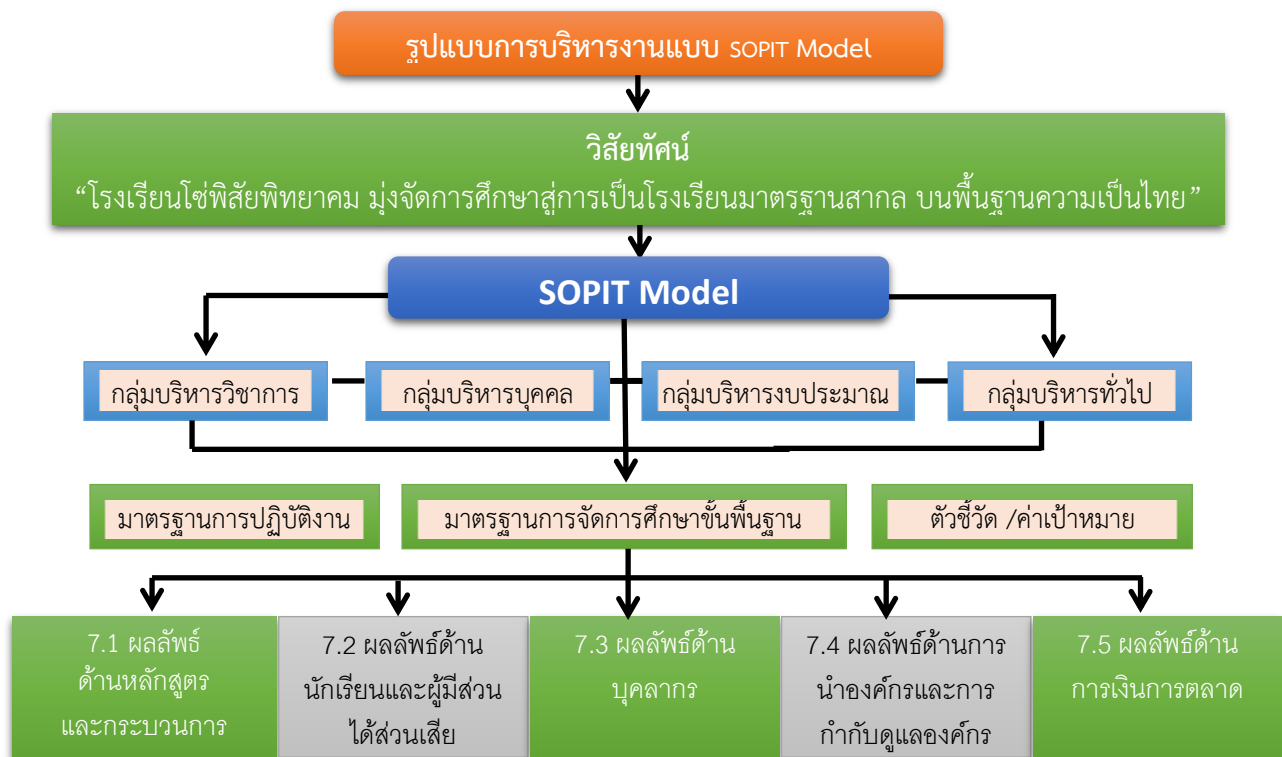 รูปแบบการบริหารงานแบบ SOPIT Model
วิสัยทัศน์
“โรงเรียนโซ่พิสัยพิทยาคม มุ่งจัดการศึกษาสู่การเป็นโรงเรียนมาตรฐานสากล บนพื้นฐานความเป็นไทย”
SOPIT Model
กลุ่มบริหารวิชาการ
กลุ่มบริหารบุคคล
กลุ่มบริหารงบประมาณ
กลุ่มบริหารทั่วไป
มาตรฐานการปฏิบัติงาน
มาตรฐานการจัดการศึกษาขั้นพื้นฐาน
ตัวชี้วัด /ค่าเป้าหมาย
7.1 ผลลัพธ์
ด้านหลักสูตร
และกระบวนการ
7.2 ผลลัพธ์ด้าน
นักเรียนและผู้มีส่วน
ได้ส่วนเสีย
7.3 ผลลัพธ์ด้าน
บุคลากร
7.4 ผลลัพธ์ด้านการ
นำองค์กรและการ
กำกับดูแลองค์กร
7.5 ผลลัพธ์ด้าน
การเงินการตลาด